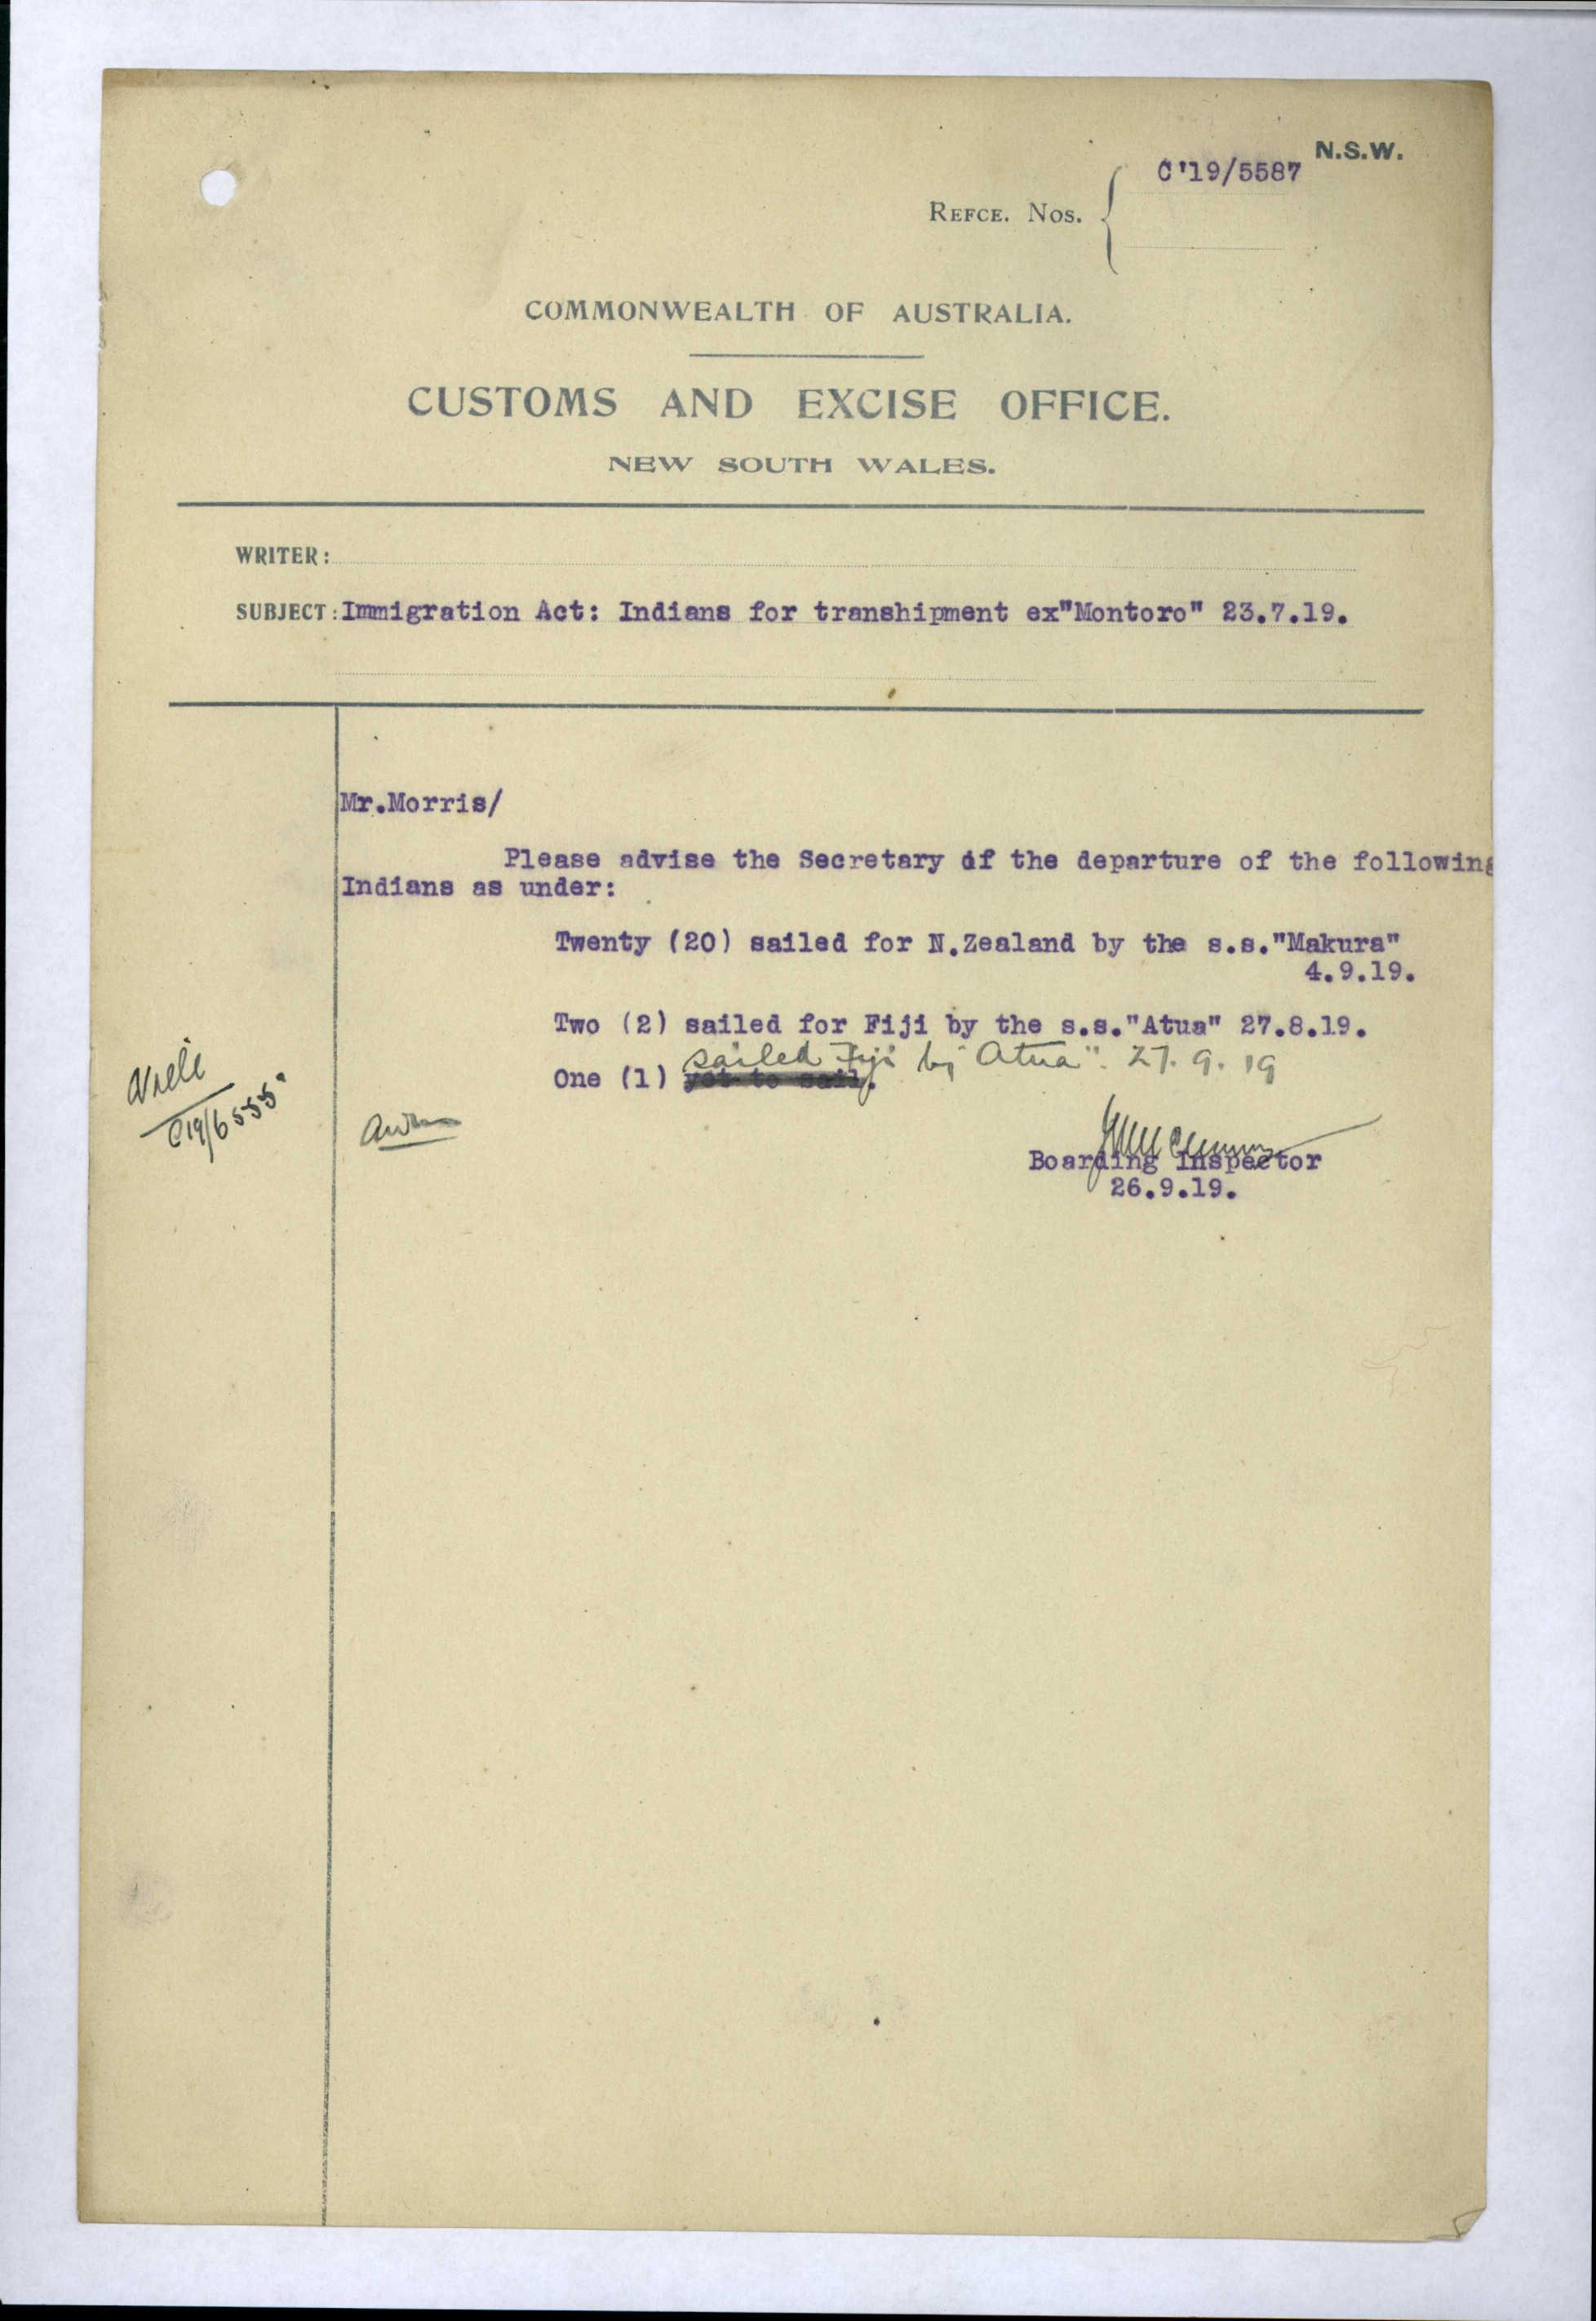 N.S.W.
C'19/5587
REFCE. NOS.
COMMONWEALTH OF AUSTRALIA.
CUSTOMS AND EXCISE OFFICE.
NEW SOUTH WALES.
WRITER:
SUBJECT: Immigration Act: Indians for transhipment ex"Montoro" 23.7.19.
Mr.Morris/
Please advise the Secretary of the departure of the following
Indians as under:
Twenty (20) sailed for N.Zealand by the s.s."Makura"
4.9.19.
Two (2) sailed for Fiji by the s.s."Atua" 27.8.19.
sailed Fiji by "Atua". 27.9.19
One (1) yet to sail.
C19/6555
Boarding Inspector
26.9.19.